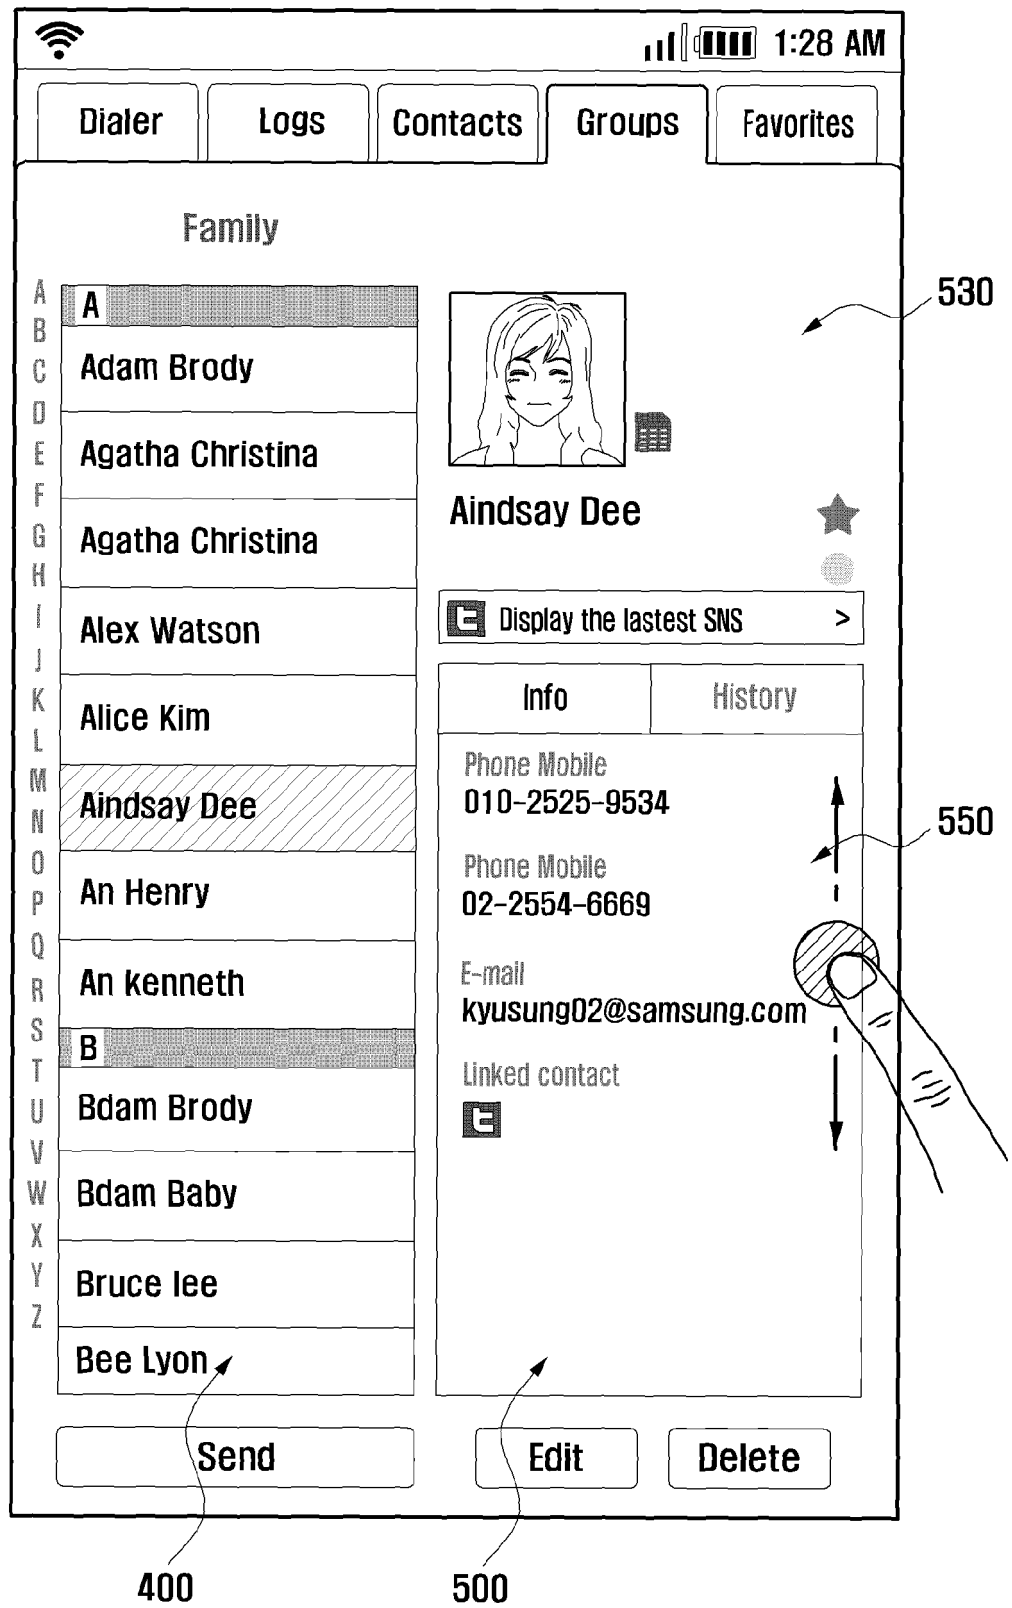 1:28 AM
Dialer Logs Contacts Groups Favorites
Family
530
A
B
C
D
E
F
G
H
I
J
K
L
M
N
O
P
Q
R
S
T
U
V
W
X
Y
Z
A
Adam Brody
Agatha Christina
Agatha Christina
Alex Watson
Alice Kim
Aindsay Dee
An Henry
An kenneth
B
Bdam Brody
Bdam Baby
Bruce lee
Bee Lyon
Aindsay Dee
t Display the lastest SNS >
Info History
Phone Mobile
010-2525-9534
550
Phone Mobile
02-2554-6669
E-mail
kyusung02@samsung.com
Linked contact
t
Send Edit Delete
400 500